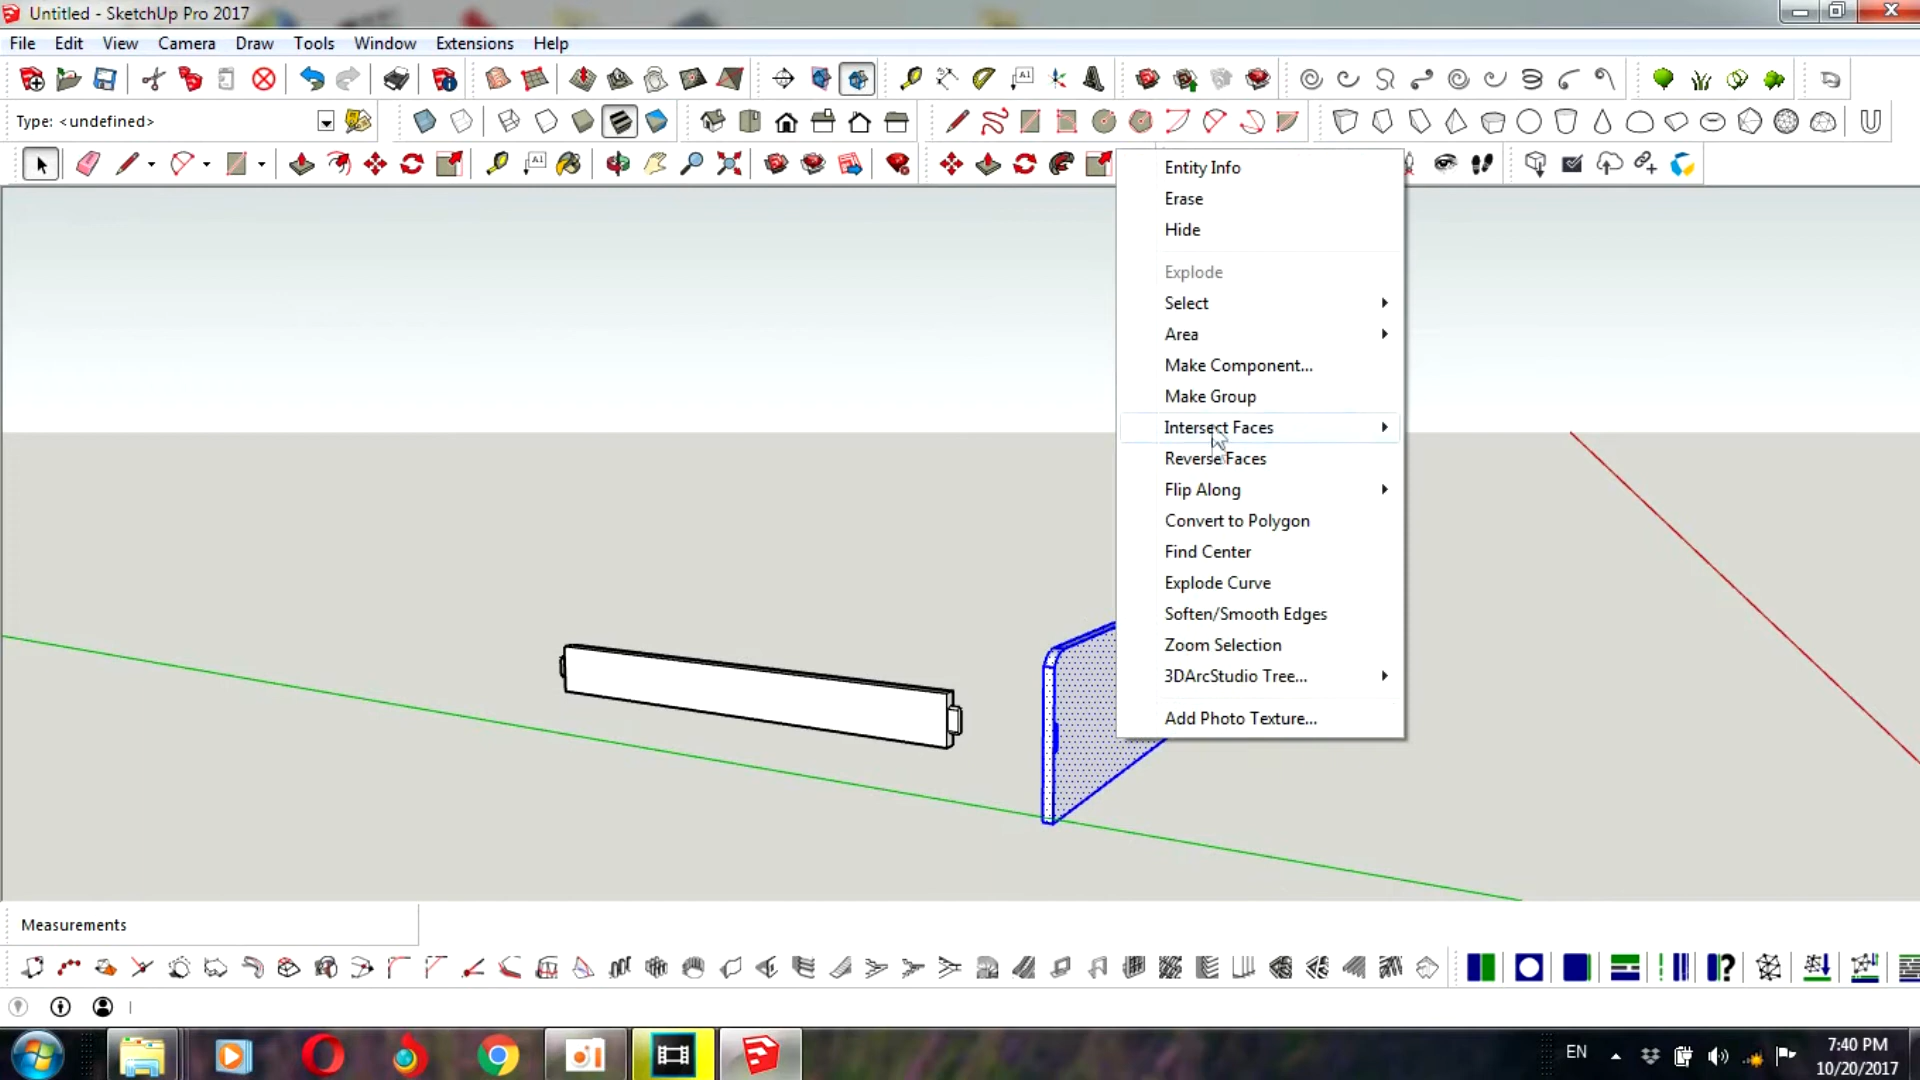 Untitled - SketchUp Pro 2017
File Edit View Camera Draw Tools Window Extensions Help
Type: <undefined>
Entity Info
Erase
Hide
Explode
Select
Area
Make Component...
Make Group
Intersect Faces
Reverse Faces
Flip Along
Convert to Polygon
Find Center
Explode Curve
Soften/Smooth Edges
Zoom Selection
3DArcStudio Tree...
Add Photo Texture...
Measurements
EN
7:40 PM
10/20/2017